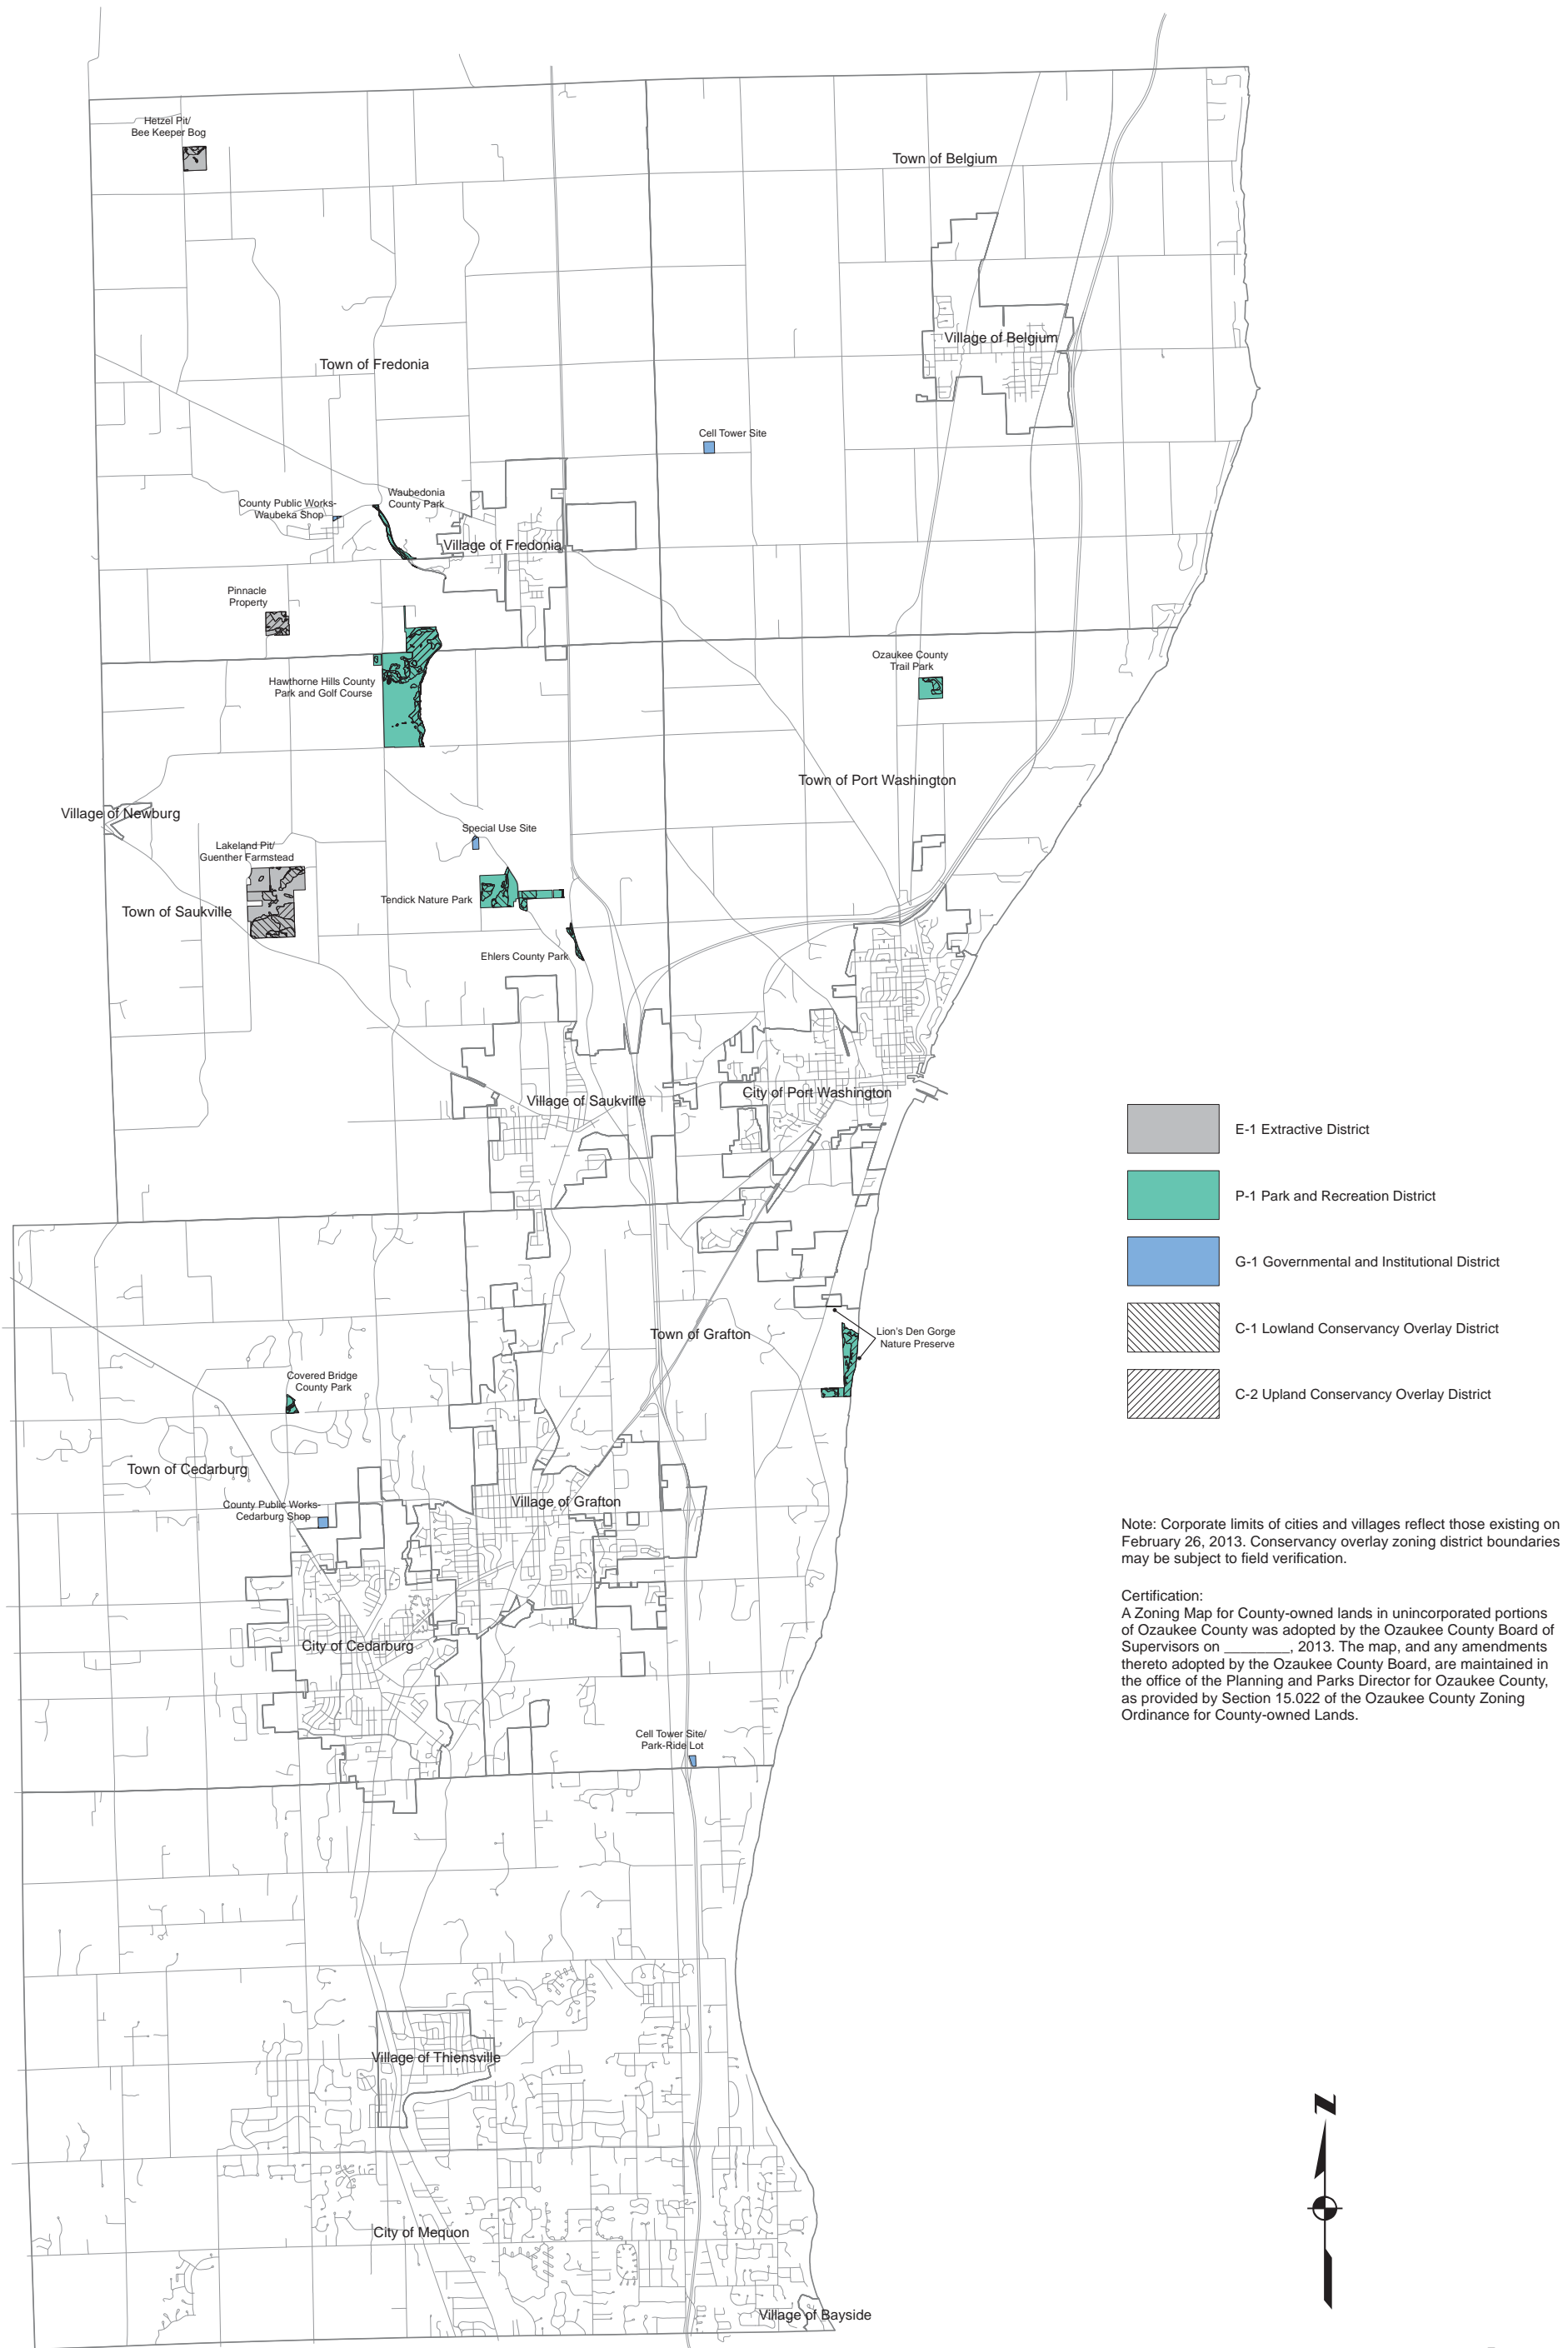 Hetzel Pit/
Bee Keeper Bog
Town of Belgium
Village of Belgium
Town of Fredonia
Cell Tower Site
Waubedonia
County Park
County Public Works-
Waubeka Shop
Village of Fredonia
Pinnacle
Property
Ozaukee County
Trail Park
Hawthorne Hills County
Park and Golf Course
Town of Port Washington
Village of Newburg
Special Use Site
Lakeland Pit/
Guenther Farmstead
Tendick Nature Park
Town of Saukville
Ehlers County Park
Village of Saukville
City of Port Washington
E-1 Extractive District
P-1 Park and Recreation District
G-1 Governmental and Institutional District
C-1 Lowland Conservancy Overlay District
C-2 Upland Conservancy Overlay District
Town of Grafton
Lion's Den Gorge
Nature Preserve
Covered Bridge
County Park
Town of Cedarburg
County Public Works-
Cedarburg Shop
Village of Grafton
Note: Corporate limits of cities and villages reflect those existing on
February 26, 2013. Conservancy overlay zoning district boundaries
may be subject to field verification.
Certification:
A Zoning Map for County-owned lands in unincorporated portions
of Ozaukee County was adopted by the Ozaukee County Board of
Supervisors on ________, 2013. The map, and any amendments
thereto adopted by the Ozaukee County Board, are maintained in
the office of the Planning and Parks Director for Ozaukee County,
as provided by Section 15.022 of the Ozaukee County Zoning
Ordinance for County-owned Lands.
City of Cedarburg
Cell Tower Site/
Park-Ride Lot
Village of Thiensville
N
City of Mequon
Village of Bayside